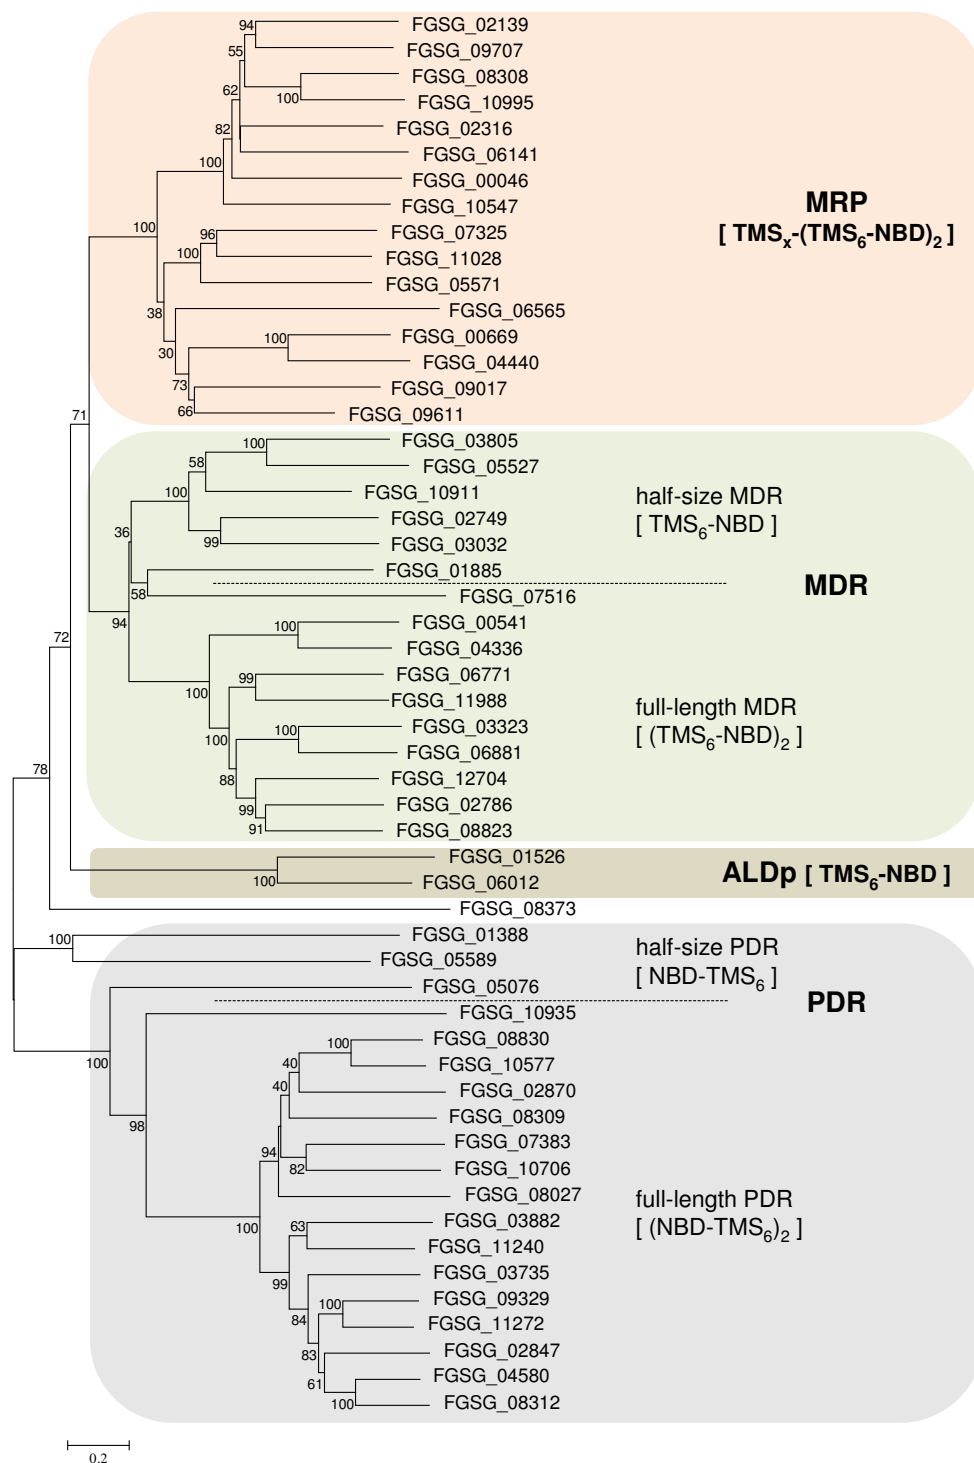 94
FGSG_02139
55
FGSG_09707
FGSG_08308
62
100
FGSG_10995
82
FGSG_02316
FGSG_06141
100
FGSG_00046
FGSG_10547
MRP
100
96
FGSG_07325
[ TMSx-(TMS6-NBD)2 ]
100
FGSG_11028
FGSG_05571
38
FGSG_06565
100
FGSG_00669
30
FGSG_04440
73
FGSG_09017
71
66
FGSG_09611
100
FGSG_03805
58
FGSG_05527
100
FGSG_10911
half-size MDR
FGSG_02749
[ TMS6-NBD ]
36
99
FGSG_03032
FGSG_01885
MDR
58
FGSG_07516
94
100
FGSG_00541
72
FGSG_04336
99
FGSG_06771
100
FGSG_11988
full-length MDR
100
100
FGSG_03323
[ (TMS6-NBD)2 ]
FGSG_06881
78
88
FGSG_12704
99
FGSG_02786
91
FGSG_08823
FGSG_01526
100
FGSG_06012
ALDp [ TMS6-NBD ]
FGSG_08373
100
FGSG_01388
half-size PDR
FGSG_05589
[ NBD-TMS6 ]
FGSG_05076
PDR
FGSG_10935
100
100
FGSG_08830
40
FGSG_10577
40
FGSG_02870
98
FGSG_08309
94
FGSG_07383
82
FGSG_10706
FGSG_08027
full-length PDR
100
63
FGSG_03882
[ (NBD-TMS6)2 ]
FGSG_11240
99
FGSG_03735
84
100
FGSG_09329
FGSG_11272
83
FGSG_02847
61
FGSG_04580
100
FGSG_08312
0.2